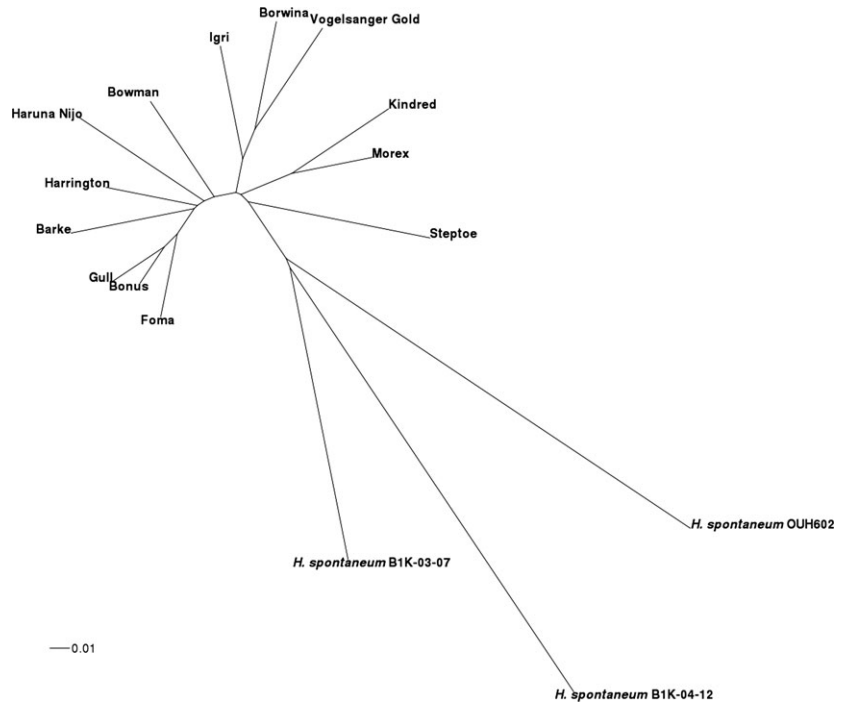 Borwina
Vogelsanger Gold
Igri
Bowman
Kindred
Haruna Nijo
Morex
Harrington
Barke
Steptoe
Gull
Bonus
Foma
H. spontaneum OUH602
H. spontaneum B1K-03-07
0.01
H. spontaneum B1K-04-12